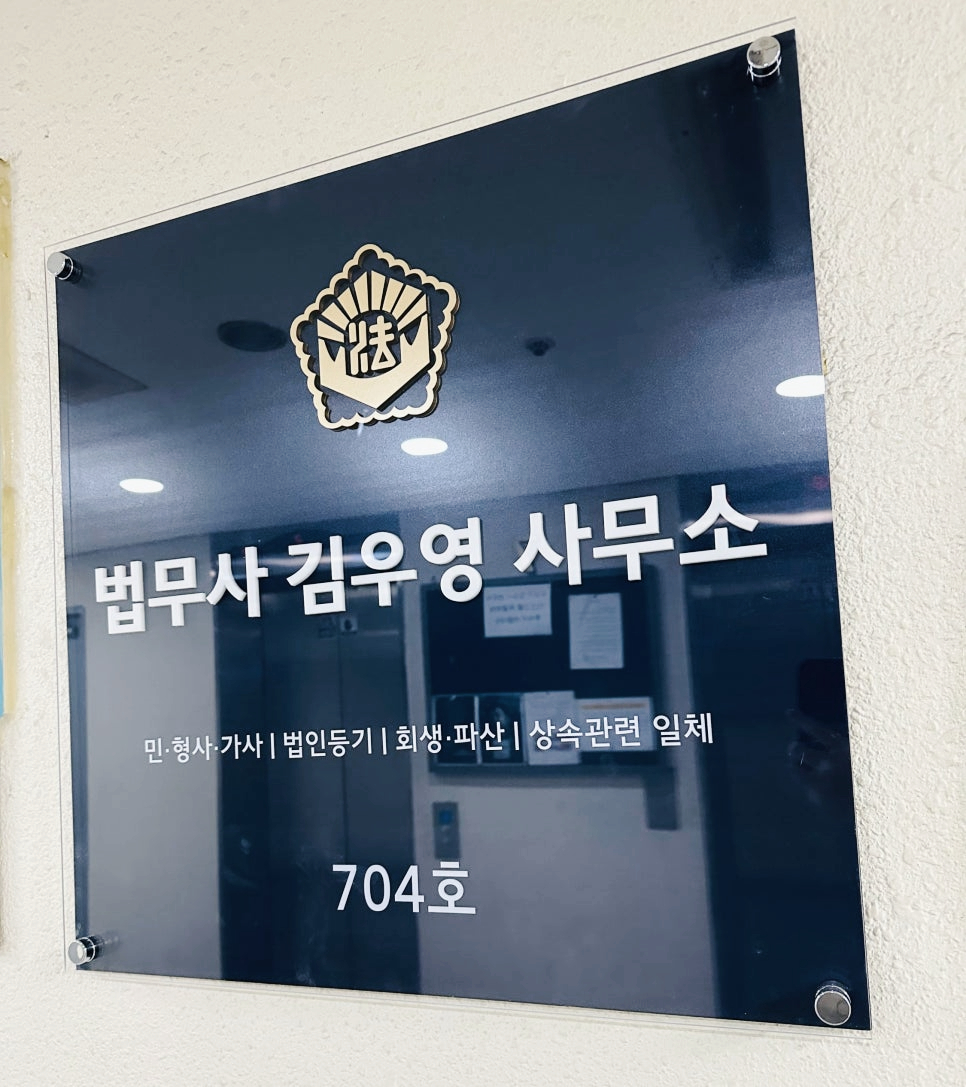 法
법무사 김우영 사무소
민·형사·가사 | 법인등기 | 회생·파산 | 상속관련 일체
704호